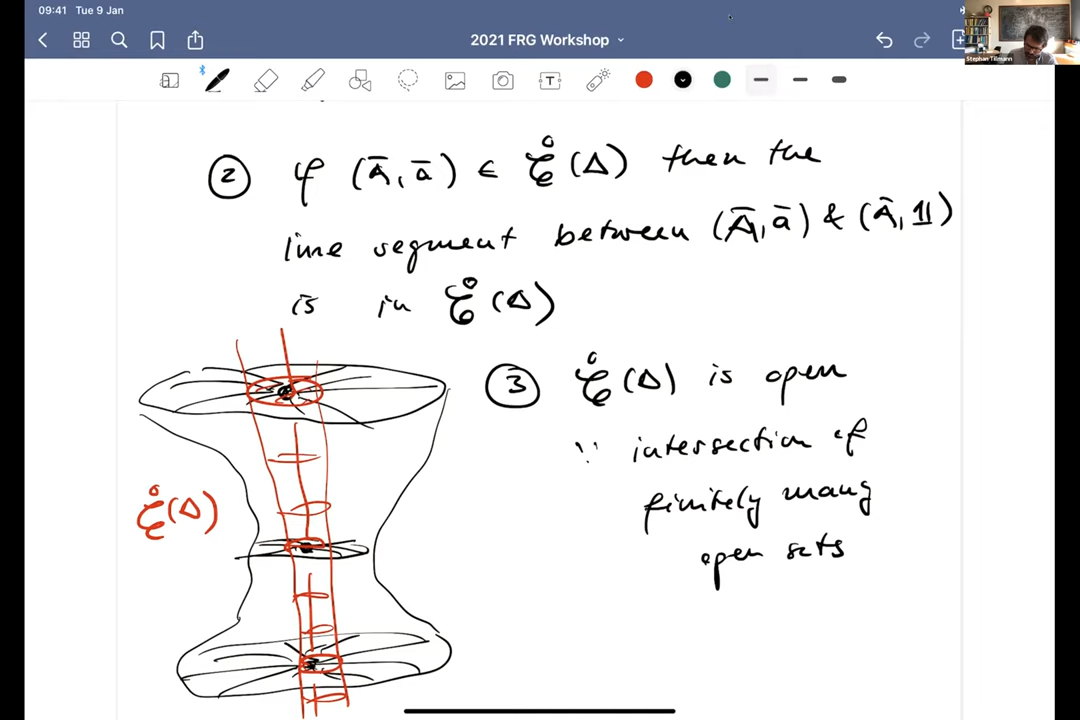 09:41 Tue 9 Jan
2021 FRG Workshop
Stephan Tillmann
② φ (Ā, ā) ∈ C̊(Δ) then the
line segment between (Ā, ā) & (Ā, 𝟙)
is in C̊(Δ)
③ C̊(Δ) is open
∵ intersection of
finitely many
open sets
C̊(Δ)